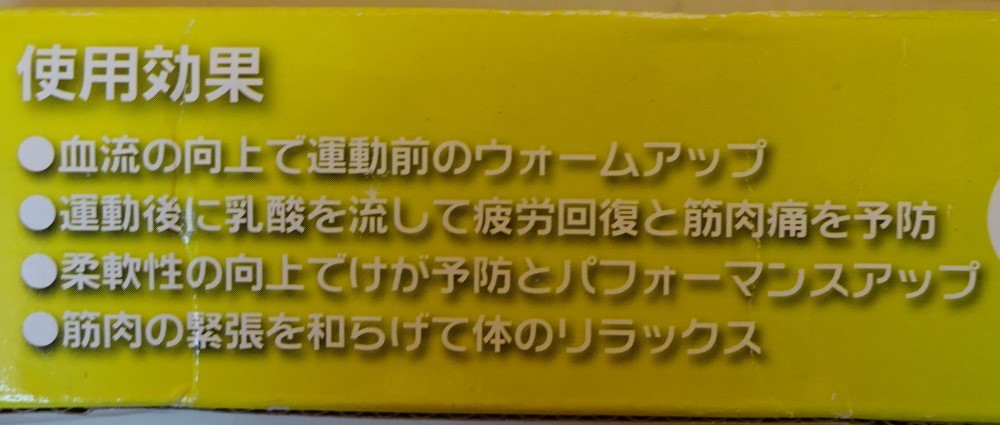 使用効果
●血流の向上で運動前のウォームアップ
●運動後に乳酸を流して疲労回復と筋肉痛を予防
●柔軟性の向上でけが予防とパフォーマンスアップ
●筋肉の緊張を和らげて体のリラックス